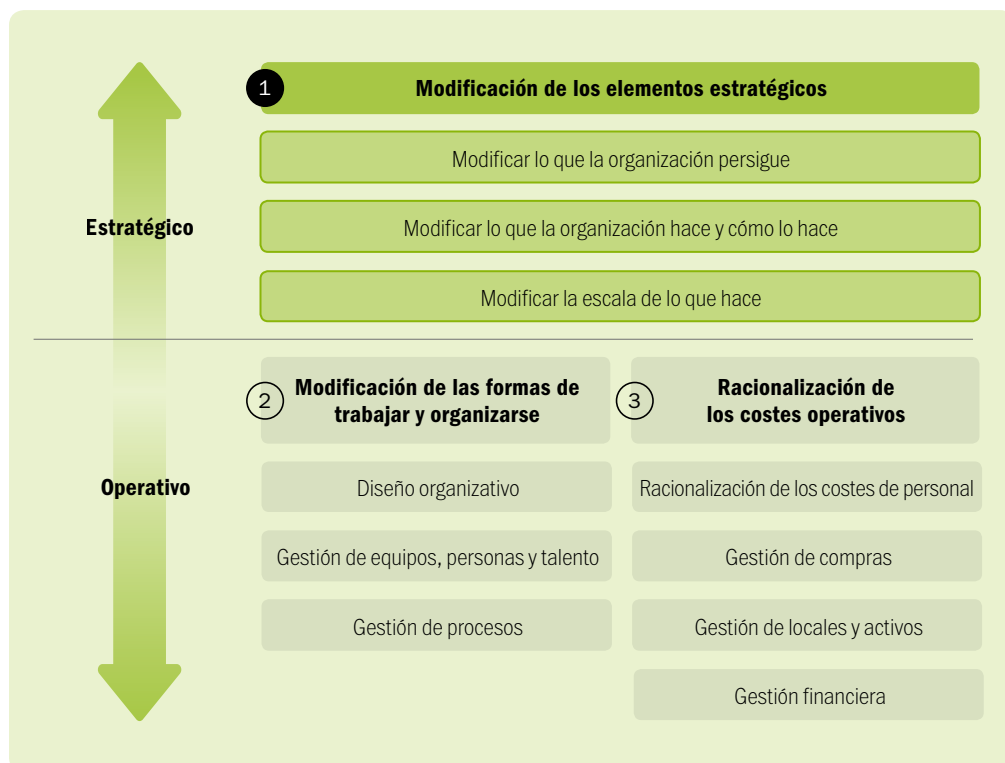 1
Modificación de los elementos estratégicos
Modificar lo que la organización persigue
Estratégico
Modificar lo que la organización hace y cómo lo hace
Modificar la escala de lo que hace
2
Modificación de las formas de
trabajar y organizarse
3
Racionalización de
los costes operativos
Operativo
Diseño organizativo
Racionalización de los costes de personal
Gestión de equipos, personas y talento
Gestión de compras
Gestión de procesos
Gestión de locales y activos
Gestión financiera